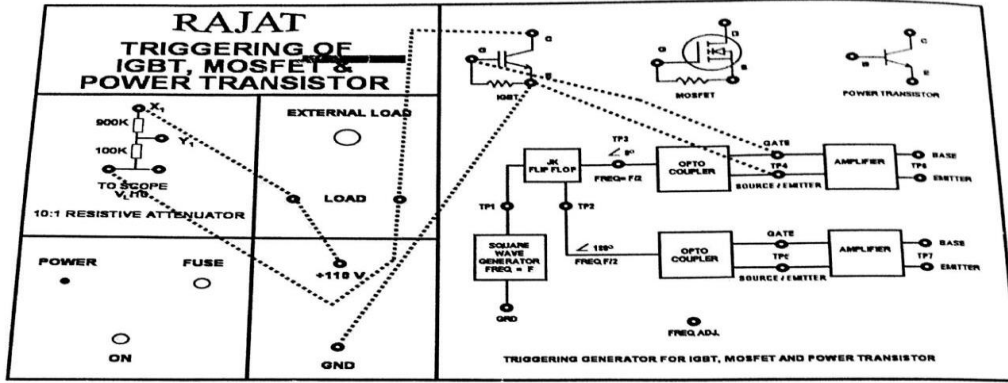 RAJAT
TRIGGERING OF
IGBT, MOSFET &
POWER TRANSISTOR
X1
900K
Y1
100K
TO SCOPE
10:1 RESISTIVE ATTENUATOR
EXTERNAL LOAD
LOAD
POWER
FUSE
ON
+110 V
GND
G
C
E
IGBT
G
D
S
MOSFET
B
C
E
POWER TRANSISTOR
JK
FLIP FLOP
TP3
∠ 0º
FREQ= F/2
OPTO
COUPLER
GATE
TP4
SOURCE / EMITTER
AMPLIFIER
BASE
EMITTER
TP1
TP2
SQUARE
WAVE
GENERATOR
FREQ. = F
GRD
∠ 180º
FREQ F/2
OPTO
COUPLER
GATE
SOURCE / EMITTER
AMPLIFIER
BASE
TP7
EMITTER
FREQ. ADJ.
TRIGGERING GENERATOR FOR IGBT, MOSFET AND POWER TRANSISTOR